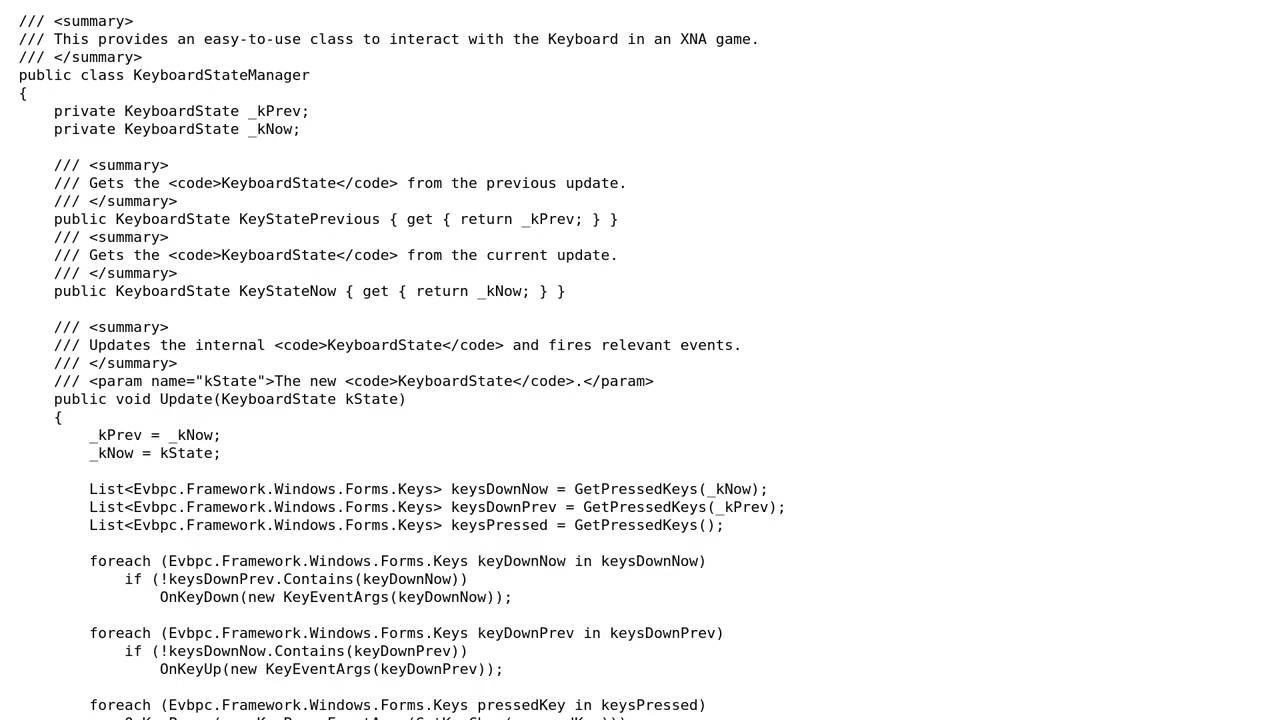 /// <summary>
/// This provides an easy-to-use class to interact with the Keyboard in an XNA game.
/// </summary>
public class KeyboardStateManager
{
    private KeyboardState _kPrev;
    private KeyboardState _kNow;

    /// <summary>
    /// Gets the <code>KeyboardState</code> from the previous update.
    /// </summary>
    public KeyboardState KeyStatePrevious { get { return _kPrev; } }
    /// <summary>
    /// Gets the <code>KeyboardState</code> from the current update.
    /// </summary>
    public KeyboardState KeyStateNow { get { return _kNow; } }

    /// <summary>
    /// Updates the internal <code>KeyboardState</code> and fires relevant events.
    /// </summary>
    /// <param name="kState">The new <code>KeyboardState</code>.</param>
    public void Update(KeyboardState kState)
    {
        _kPrev = _kNow;
        _kNow = kState;

        List<Evbpc.Framework.Windows.Forms.Keys> keysDownNow = GetPressedKeys(_kNow);
        List<Evbpc.Framework.Windows.Forms.Keys> keysDownPrev = GetPressedKeys(_kPrev);
        List<Evbpc.Framework.Windows.Forms.Keys> keysPressed = GetPressedKeys();

        foreach (Evbpc.Framework.Windows.Forms.Keys keyDownNow in keysDownNow)
            if (!keysDownPrev.Contains(keyDownNow))
                OnKeyDown(new KeyEventArgs(keyDownNow));

        foreach (Evbpc.Framework.Windows.Forms.Keys keyDownPrev in keysDownPrev)
            if (!keysDownNow.Contains(keyDownPrev))
                OnKeyUp(new KeyEventArgs(keyDownPrev));

        foreach (Evbpc.Framework.Windows.Forms.Keys pressedKey in keysPressed)